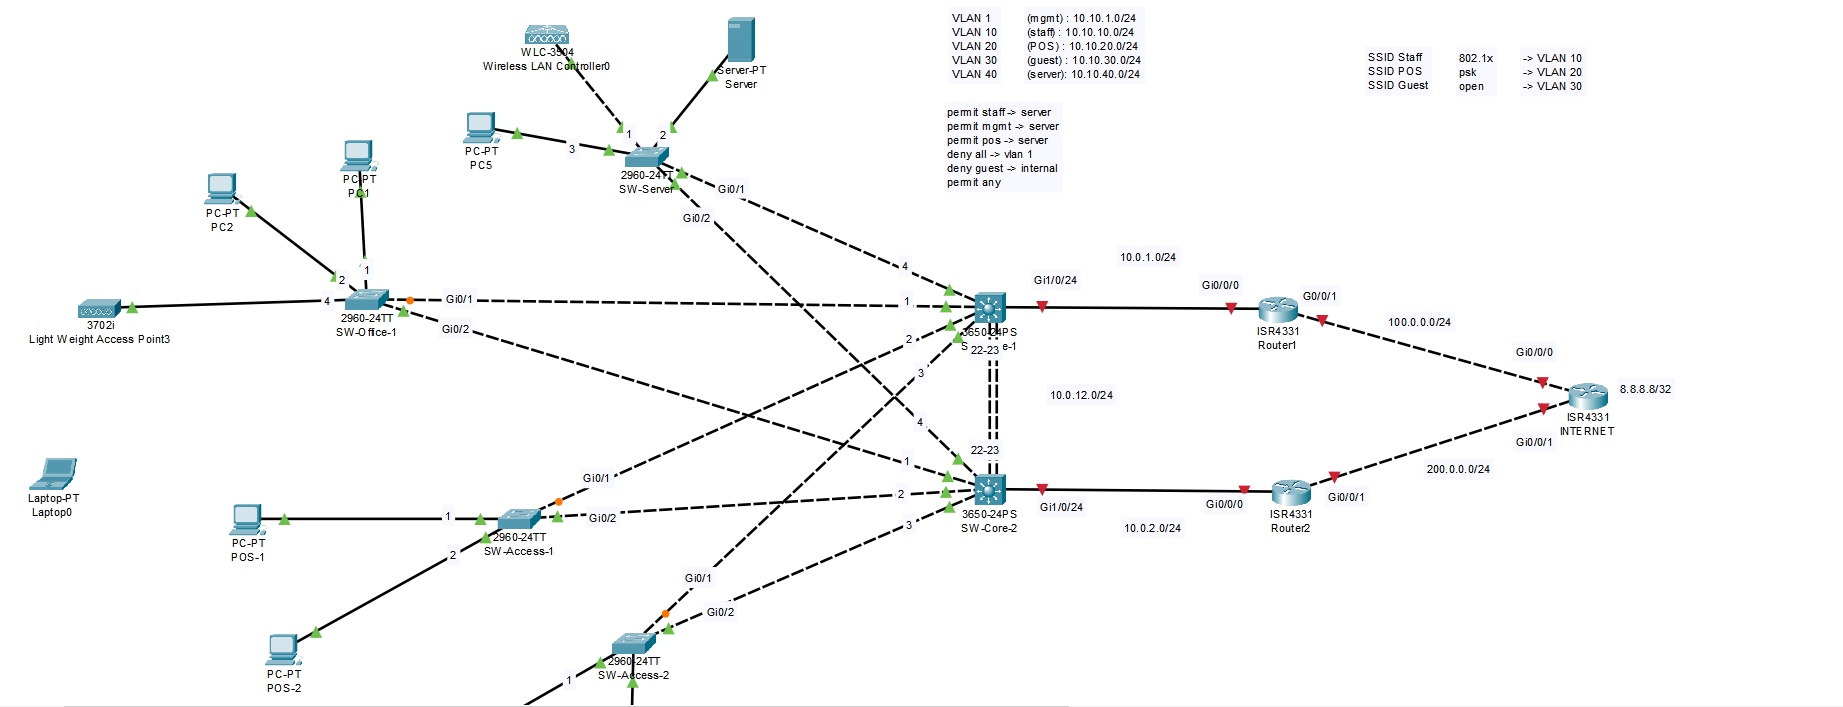 VLAN 1 (mgmt) : 10.10.1.0/24
VLAN 10 (staff) : 10.10.10.0/24
VLAN 20 (POS) : 10.10.20.0/24
VLAN 30 (guest) : 10.10.30.0/24
VLAN 40 (server): 10.10.40.0/24
permit staff -> server
permit mgmt -> server
permit pos -> server
deny all -> vlan 1
deny guest -> internal
permit any
SSID Staff 802.1x -> VLAN 10
SSID POS psk -> VLAN 20
SSID Guest open -> VLAN 30
WLC-3504
Wireless LAN Controller0
Server-PT
Server
1
2
3
PC-PT
PC5
2960-24TT
SW-Server
Gi0/1
Gi0/2
PC-PT
PC1
PC-PT
PC2
1
2
4
3702i
Light Weight Access Point3
2960-24TT
SW-Office-1
Gi0/1
Gi0/2
4
1
2
3
3650-24PS
22-23
10.0.12.0/24
22-23
Gi1/0/24
10.0.1.0/24
Gi0/0/0
G0/0/1
ISR4331
Router1
100.0.0.0/24
Gi0/0/0
8.8.8.8/32
ISR4331
INTERNET
Gi0/0/1
200.0.0.0/24
4
1
2
3
3650-24PS
SW-Core-2
Gi1/0/24
10.0.2.0/24
Gi0/0/0
Gi0/0/1
ISR4331
Router2
Laptop-PT
Laptop0
Gi0/1
Gi0/2
1
2
2960-24TT
SW-Access-1
PC-PT
POS-1
PC-PT
POS-2
Gi0/1
Gi0/2
2960-24TT
SW-Access-2
1